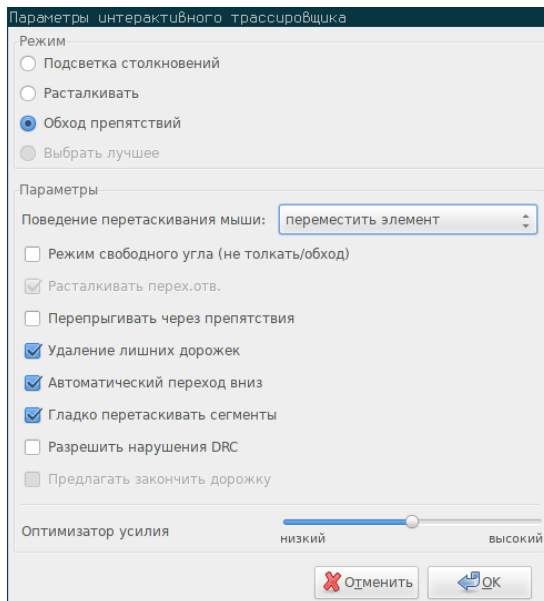 Параметры интерактивного трассировщика
Режим
Подсветка столкновений
Расталкивать
Обход препятствий
Выбрать лучшее
Параметры
Поведение перетаскивания мыши: переместить элемент
Режим свободного угла (не толкать/обход)
Расталкивать перех.отв.
Перепрыгивать через препятствия
Удаление лишних дорожек
Автоматический переход вниз
Гладко перетаскивать сегменты
Разрешить нарушения DRC
Предлагать закончить дорожку
Оптимизатор усилия
низкий высокий
Отменить OK